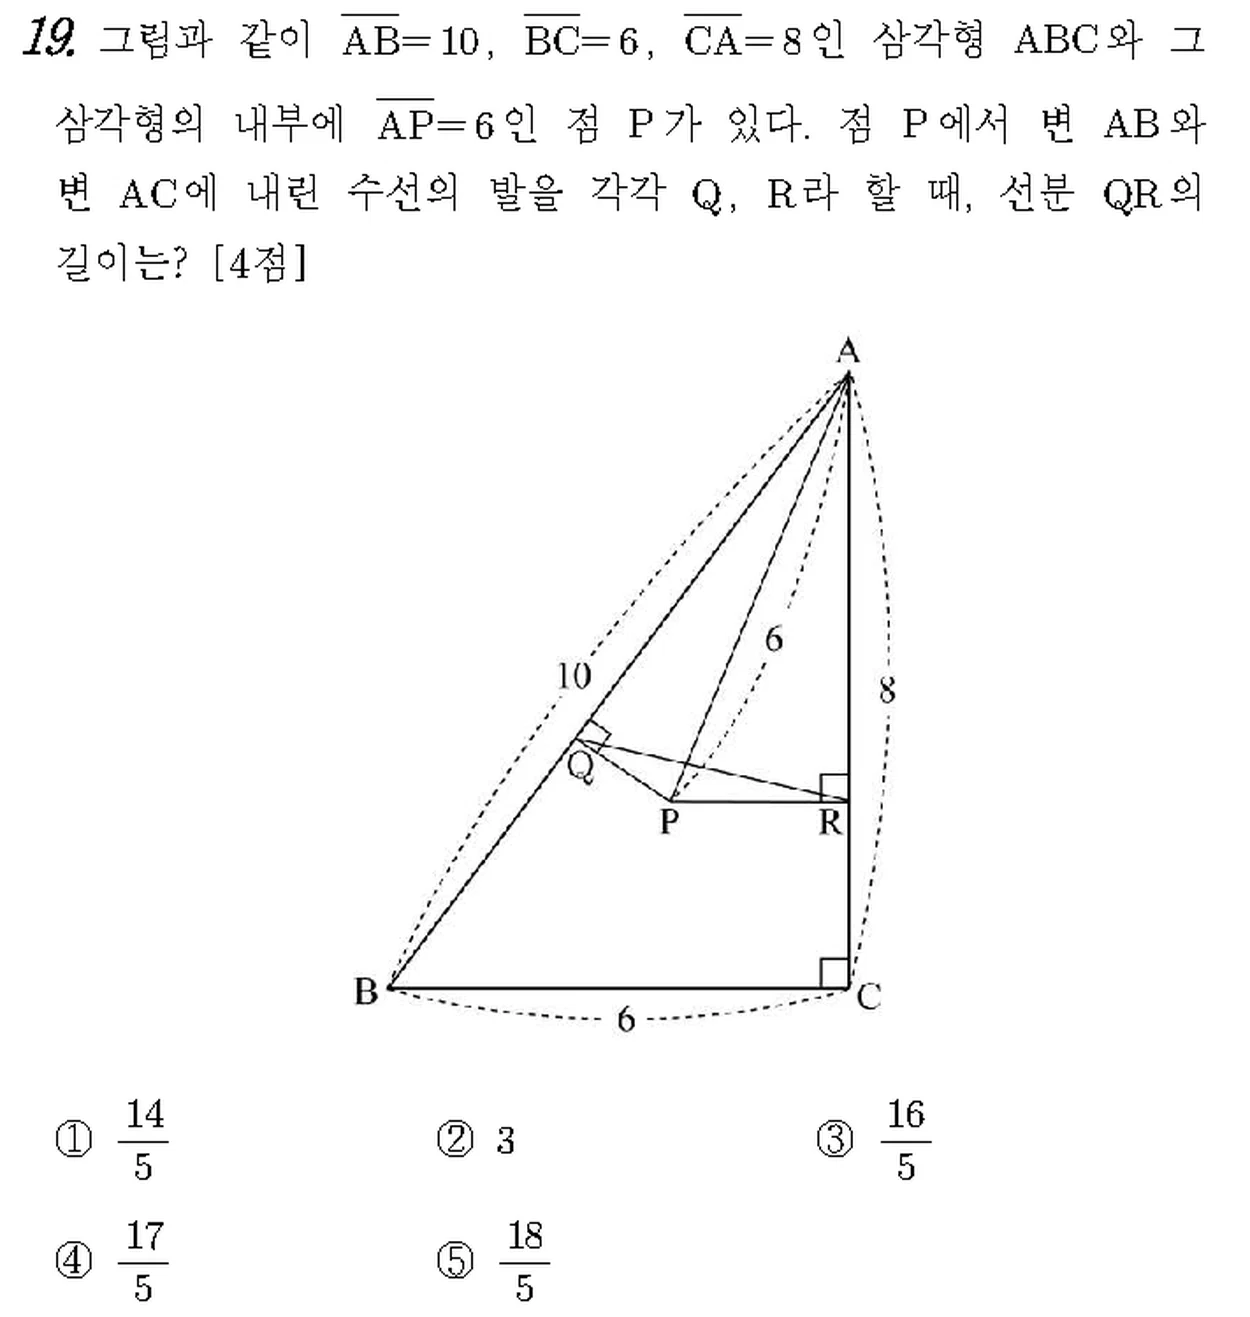 19. 그림과 같이 AB=10, BC=6, CA=8인 삼각형 ABC와 그
삼각형의 내부에 AP=6인 점 P가 있다. 점 P에서 변 AB와
변 AC에 내린 수선의 발을 각각 Q, R라 할 때, 선분 QR의
길이는? [4점]
A
10
6
8
Q
P
R
B
C
6
① 14/5
② 3
③ 16/5
④ 17/5
⑤ 18/5